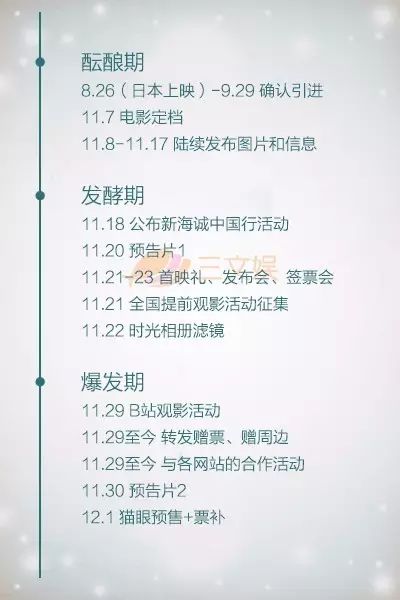 酝酿期
8.26（日本上映）-9.29 确认引进
11.7 电影定档
11.8-11.17 陆续发布图片和信息
发酵期
11.18 公布新海诚中国行活动
11.20 预告片1
11.21-23 首映礼、发布会、签票会
11.21 全国提前观影活动征集
11.22 时光相册滤镜
三文娱
爆发期
11.29 B站观影活动
11.29至今 转发赠票、赠周边
11.29至今 与各网站的合作活动
11.30 预告片2
12.1 猫眼预售+票补